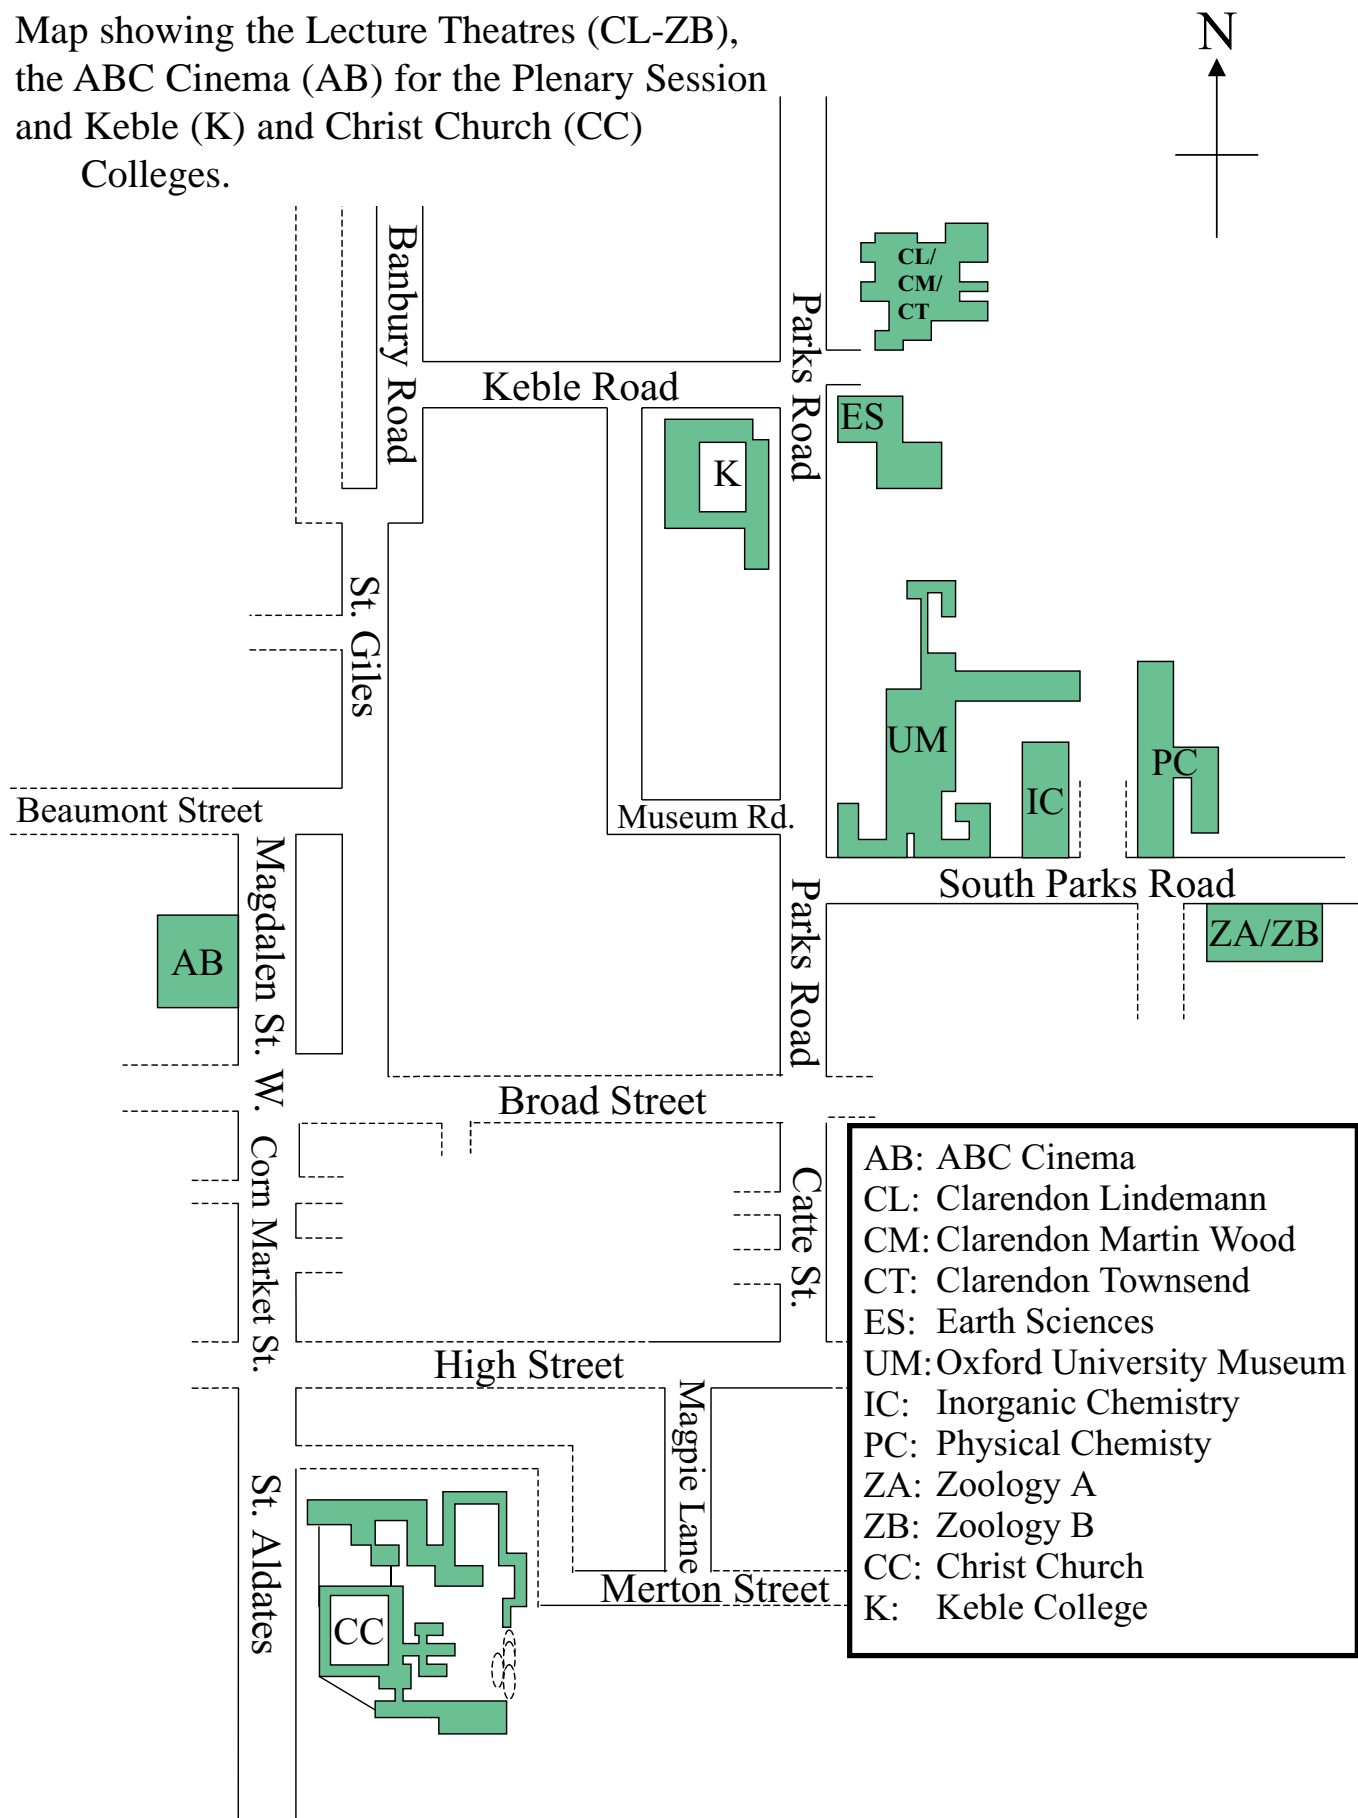 Map showing the Lecture Theatres (CL-ZB),
the ABC Cinema (AB) for the Plenary Session
and Keble (K) and Christ Church (CC)
Colleges.
N
CL/
CM/
CT
Banbury Road
Parks Road
Keble Road
ES
K
St. Giles
UM
PC
IC
Beaumont Street
Museum Rd.
South Parks Road
Magdalen St. W.
Parks Road
ZA/ZB
AB
Broad Street
Corn Market St.
Catte St.
High Street
Magpie Lane
St. Aldates
Merton Street
CC
AB: ABC Cinema
CL: Clarendon Lindemann
CM: Clarendon Martin Wood
CT: Clarendon Townsend
ES: Earth Sciences
UM: Oxford University Museum
IC: Inorganic Chemistry
PC: Physical Chemisty
ZA: Zoology A
ZB: Zoology B
CC: Christ Church
K: Keble College